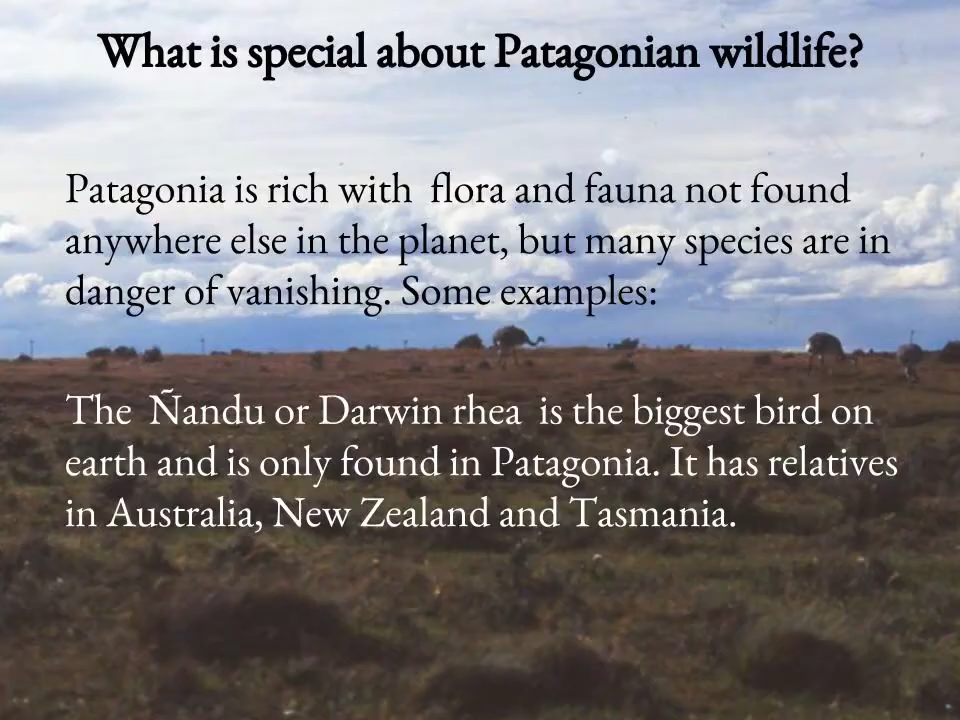 What is special about Patagonian wildlife?
Patagonia is rich with  flora and fauna not found
anywhere else in the planet, but many species are in
danger of vanishing. Some examples:
The  Ñandu or Darwin rhea  is the biggest bird on
earth and is only found in Patagonia. It has relatives
in Australia, New Zealand and Tasmania.